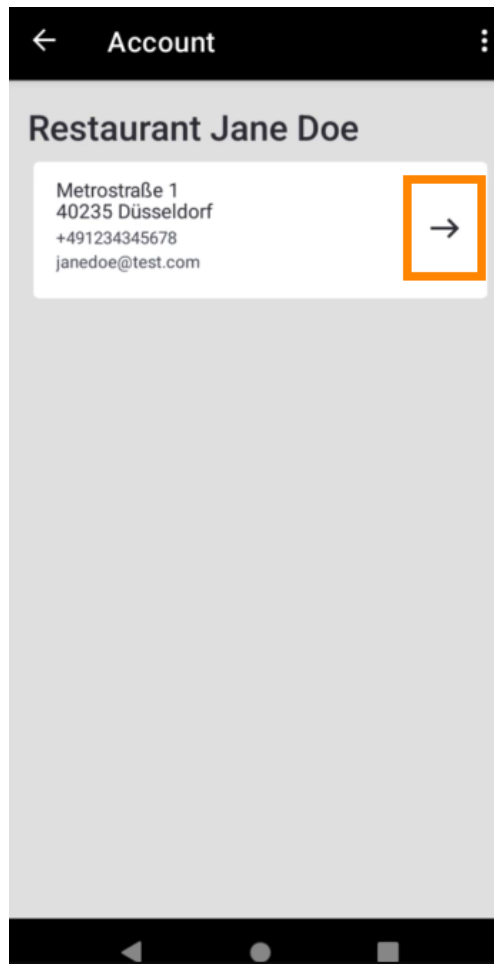 Account
Restaurant Jane Doe
Metrostraße 1
40235 Düsseldorf
+491234345678
janedoe@test.com